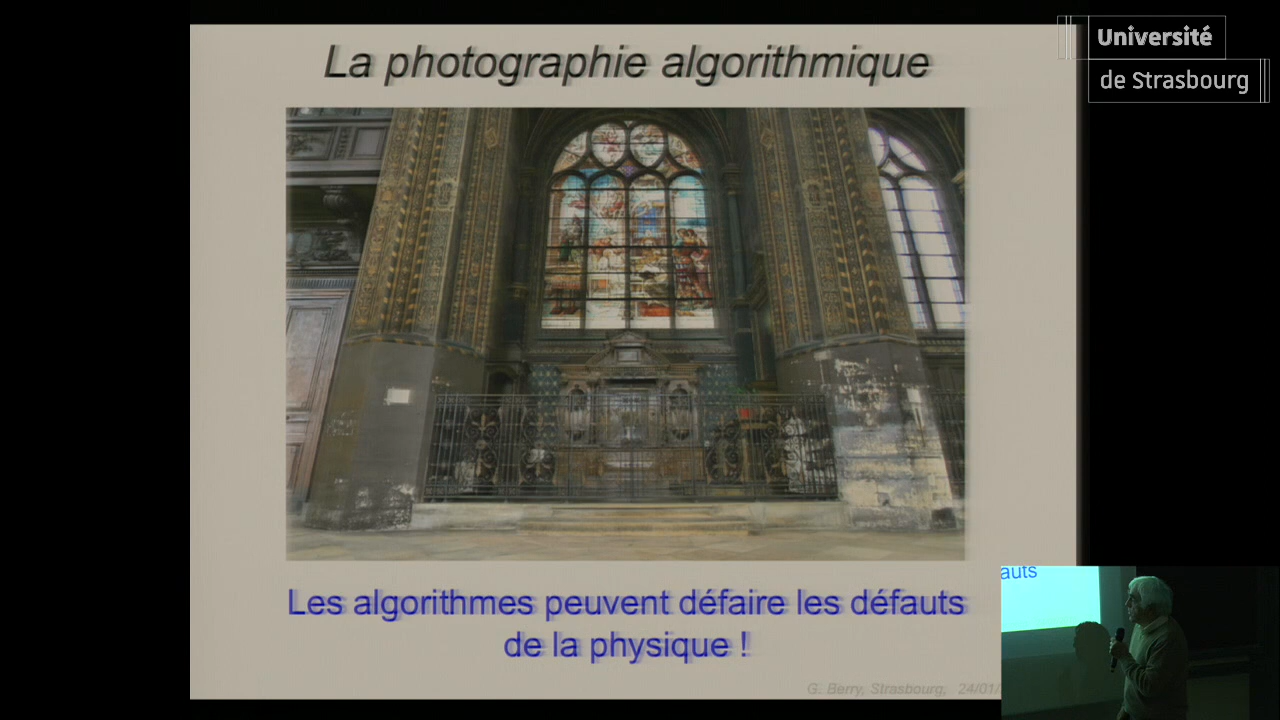 La photographie algorithmique
Université
de Strasbourg
Les algorithmes peuvent défaire les défauts
de la physique !
G. Berry, Strasbourg, 24/01/
auts